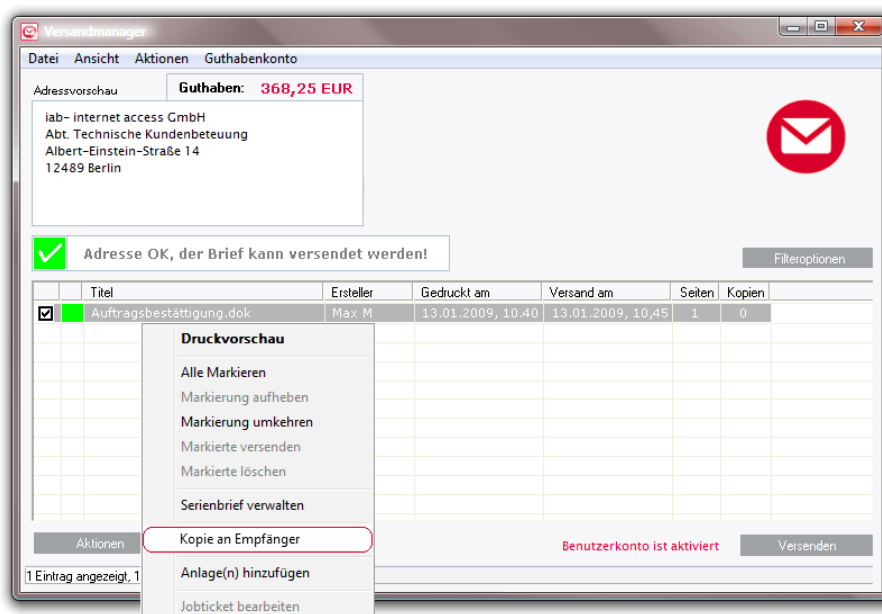 Versandmanager
Datei Ansicht Aktionen Guthabenkonto
Adressvorschau
Guthaben: 368,25 EUR
iab- internet access GmbH
Abt. Technische Kundenbeteuung
Albert-Einstein-Straße 14
12489 Berlin
Adresse OK, der Brief kann versendet werden!
Filteroptionen
Titel Ersteller Gedruckt am Versand am Seiten Kopien
Auftragsbestättigung.dok Max M 13.01.2009, 10.40 13.01.2009, 10,45 1 0
Druckvorschau
Alle Markieren
Markierung aufheben
Markierung umkehren
Markierte versenden
Markierte löschen
Serienbrief verwalten
Kopie an Empfänger
Anlage(n) hinzufügen
Jobticket bearbeiten
Aktionen
Benutzerkonto ist aktiviert
Versenden
1 Eintrag angezeigt, 1